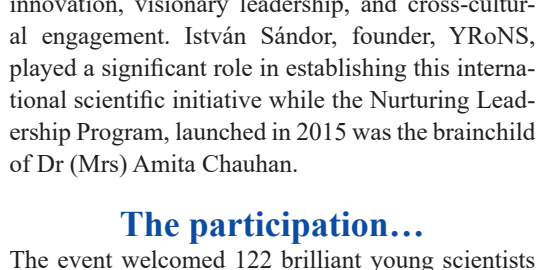 innovation, visionary leadership, and cross-cultur-
al engagement. István Sándor, founder, YRoNS,
played a significant role in establishing this interna-
tional scientific initiative while the Nurturing Lead-
ership Program, launched in 2015 was the brainchild
of Dr (Mrs) Amita Chauhan.
The participation…
The event welcomed 122 brilliant young scientists